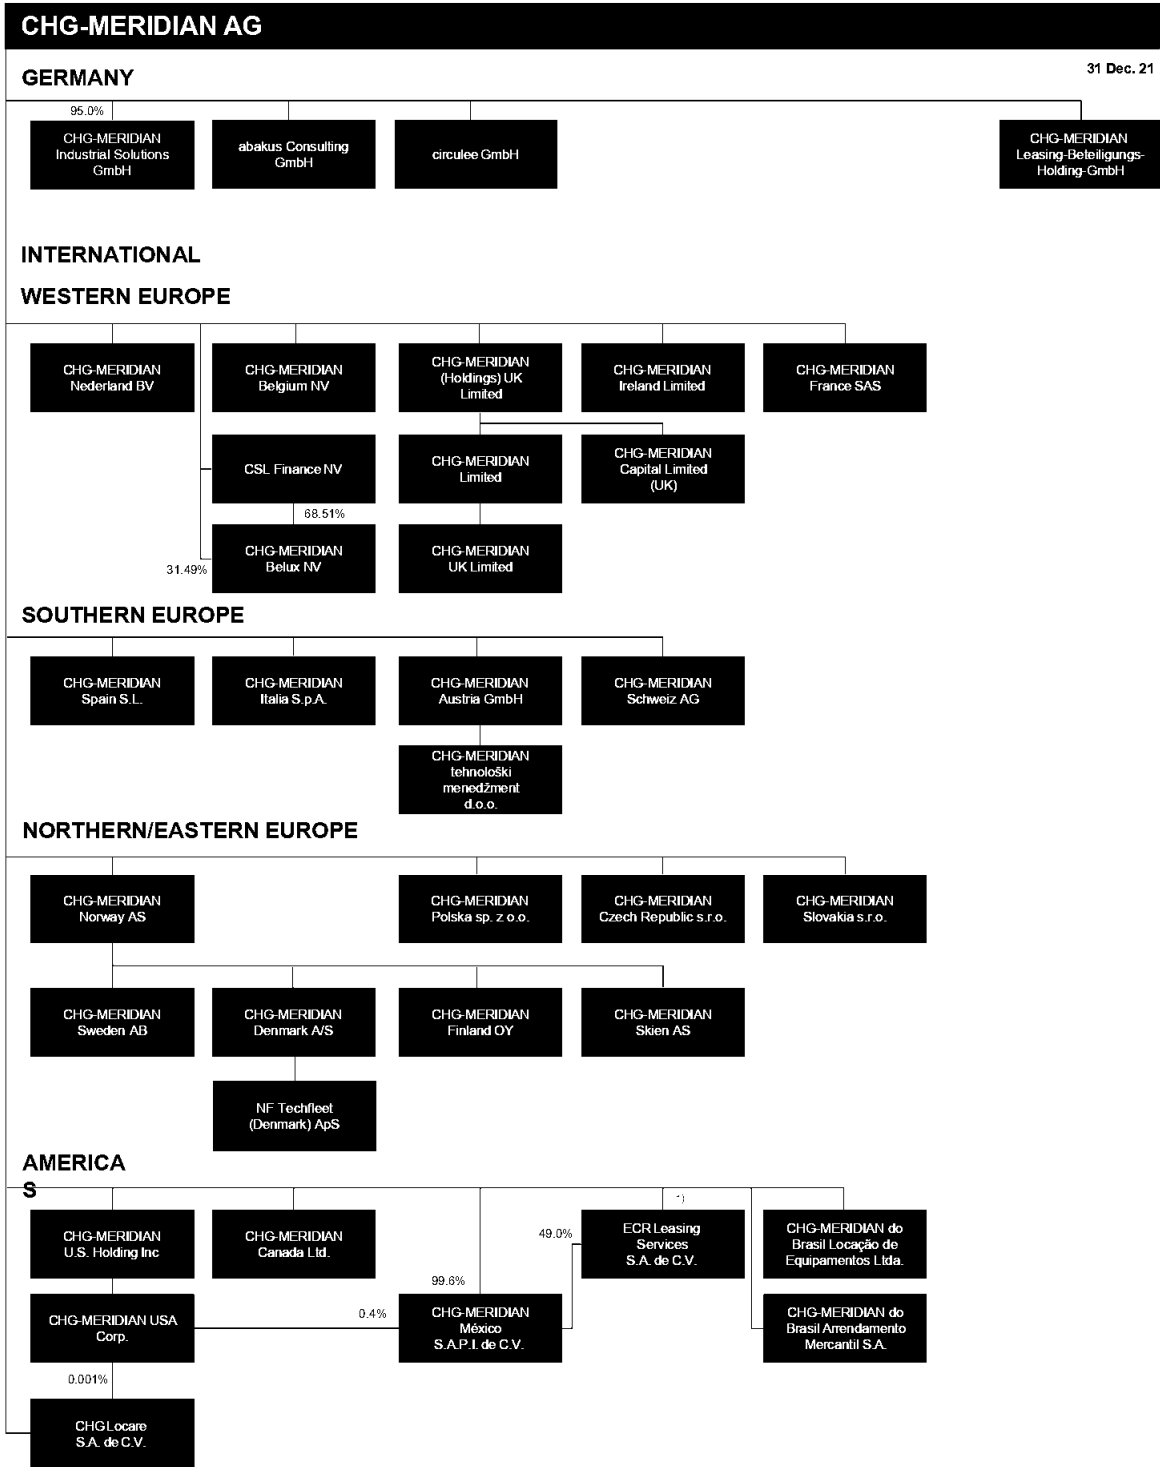 CHG-MERIDIAN AG
GERMANY
31 Dec. 21
95.0%
CHG-MERIDIAN
Industrial Solutions
GmbH
abakus Consulting
GmbH
circulee GmbH
CHG-MERIDIAN
Leasing-Beteiligungs-
Holding-GmbH
INTERNATIONAL
WESTERN EUROPE
CHG-MERIDIAN
Nederland BV
CHG-MERIDIAN
Belgium NV
CHG-MERIDIAN
(Holdings) UK
Limited
CHG-MERIDIAN
Ireland Limited
CHG-MERIDIAN
France SAS
CSL Finance NV
CHG-MERIDIAN
Limited
CHG-MERIDIAN
Capital Limited
(UK)
68.51%
31.49%
CHG-MERIDIAN
Belux NV
CHG-MERIDIAN
UK Limited
SOUTHERN EUROPE
CHG-MERIDIAN
Spain S.L.
CHG-MERIDIAN
Italia S.p.A.
CHG-MERIDIAN
Austria GmbH
CHG-MERIDIAN
Schweiz AG
CHG-MERIDIAN
tehnološki
menedžment
d.o.o.
NORTHERN/EASTERN EUROPE
CHG-MERIDIAN
Norway AS
CHG-MERIDIAN
Polska sp. z o.o.
CHG-MERIDIAN
Czech Republic s.r.o.
CHG-MERIDIAN
Slovakia s.r.o.
CHG-MERIDIAN
Sweden AB
CHG-MERIDIAN
Denmark A/S
CHG-MERIDIAN
Finland OY
CHG-MERIDIAN
Skien AS
NF Techfleet
(Denmark) ApS
AMERICA
S
1)
CHG-MERIDIAN
U.S. Holding Inc
CHG-MERIDIAN
Canada Ltd.
49.0%
ECR Leasing
Services
S.A. de C.V.
CHG-MERIDIAN do
Brasil Locação de
Equipamentos Ltda.
99.6%
CHG-MERIDIAN USA
Corp.
0.4%
CHG-MERIDIAN
México
S.A.P.I. de C.V.
CHG-MERIDIAN do
Brasil Arrendamento
Mercantil S.A.
0.001%
CHG Locare
S.A. de C.V.